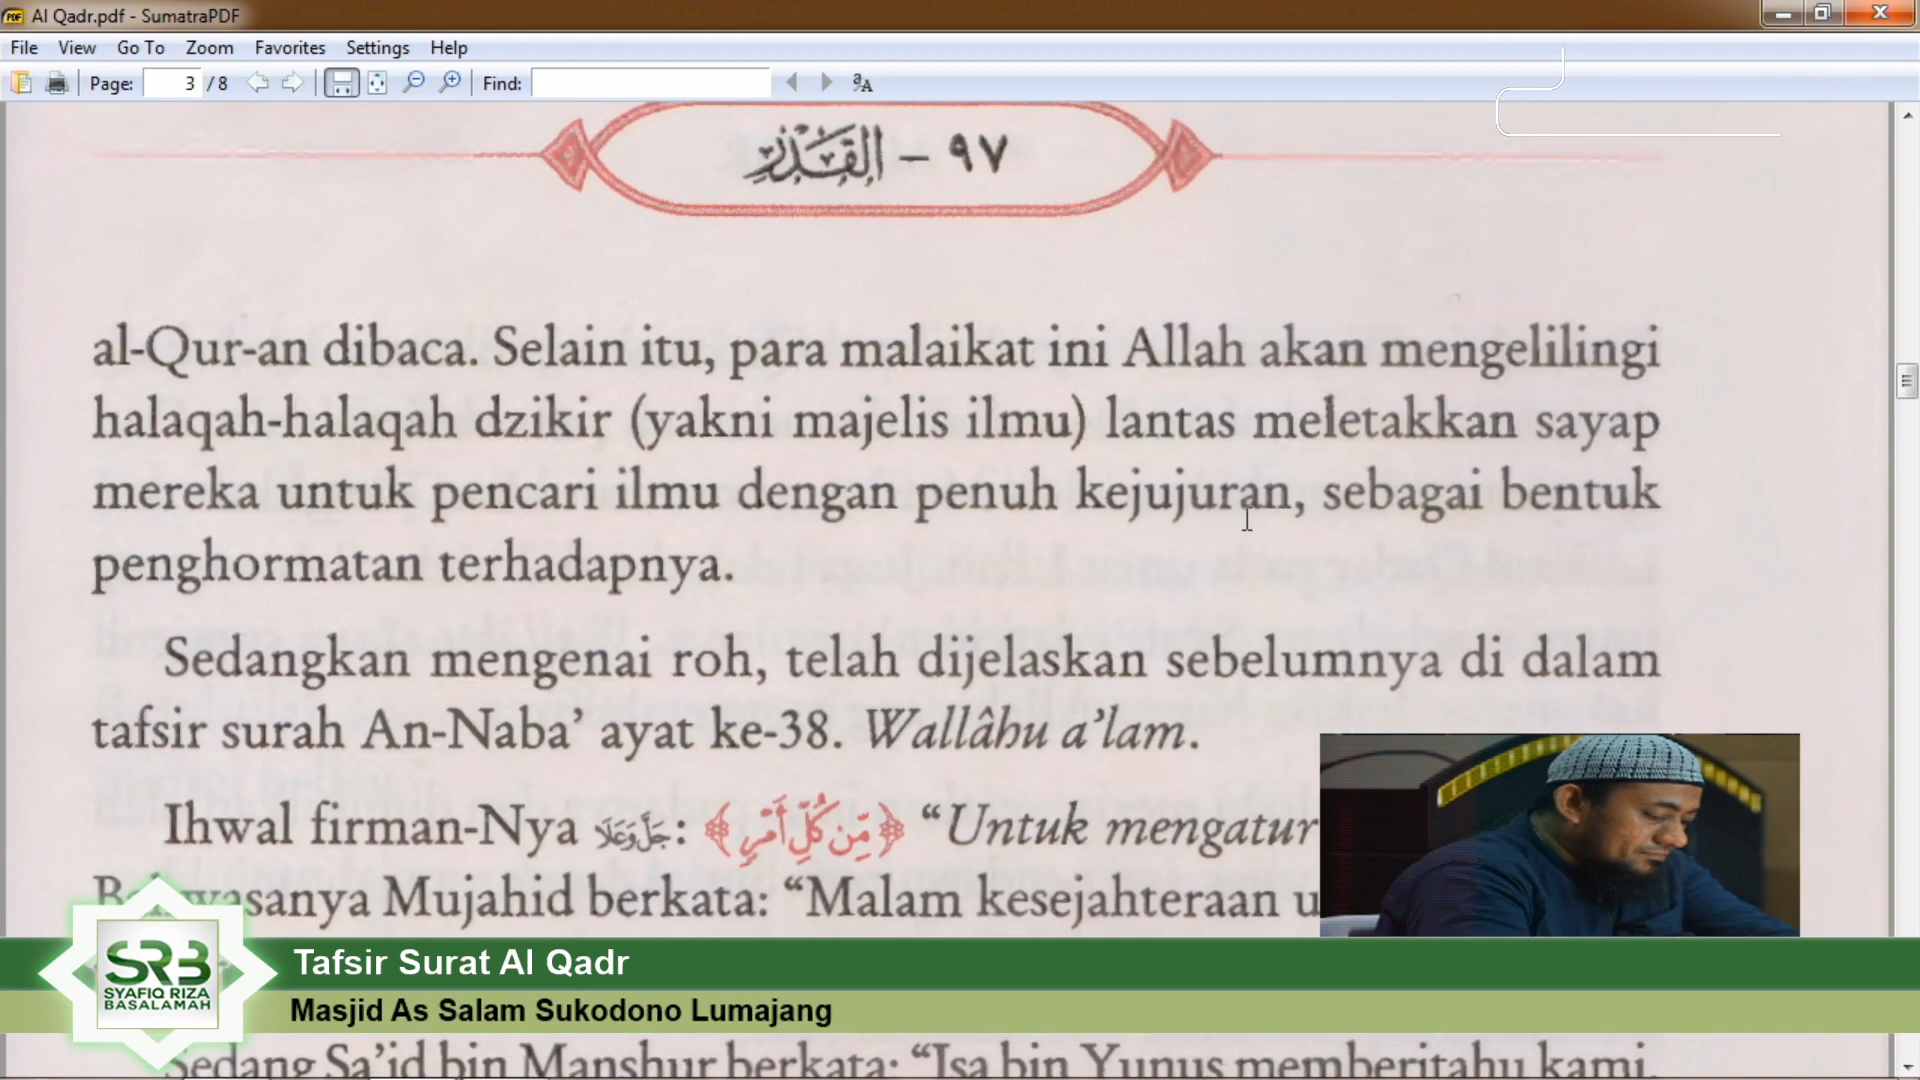 Al Qadr.pdf - SumatraPDF
File View Go To Zoom Favorites Settings Help
Page: 3 / 8 Find:
٩٧ – القَدْر
al-Qur-an dibaca. Selain itu, para malaikat ini Allah akan mengelilingi
halaqah-halaqah dzikir (yakni majelis ilmu) lantas meletakkan sayap
mereka untuk pencari ilmu dengan penuh kejujuran, sebagai bentuk
penghormatan terhadapnya.
Sedangkan mengenai roh, telah dijelaskan sebelumnya di dalam
tafsir surah An-Naba’ ayat ke-38. Wallâhu a’lam.
Ihwal firman-Nya جَلَّ وَعَلَا: ﴿مِّن كُلِّ أَمْرٍ﴾ “Untuk mengatur
Mujahid berkata: “Malam kesejahteraan
Tafsir Surat Al Qadr
Masjid As Salam Sukodono Lumajang
SRB
SYAFIQ RIZA
BASALAMAH
Sedang Sa’id bin Manshur berkata: “Isa bin Yunus memberitahu kami,